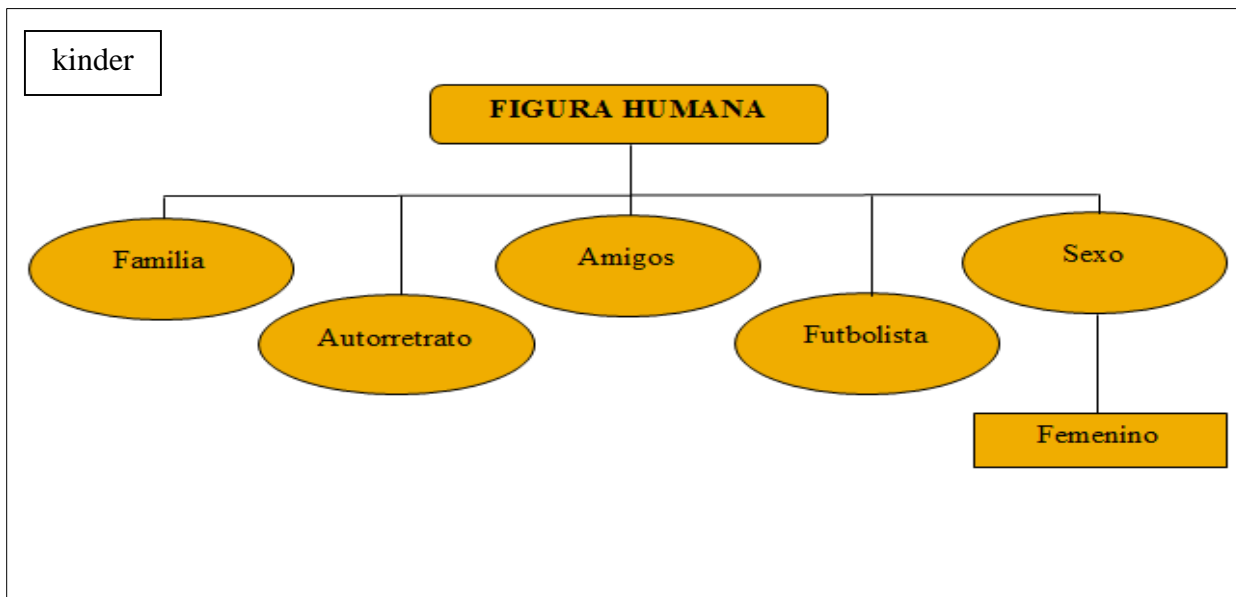 kinder
FIGURA HUMANA
Familia
Amigos
Sexo
Autorretrato
Futbolista
Femenino